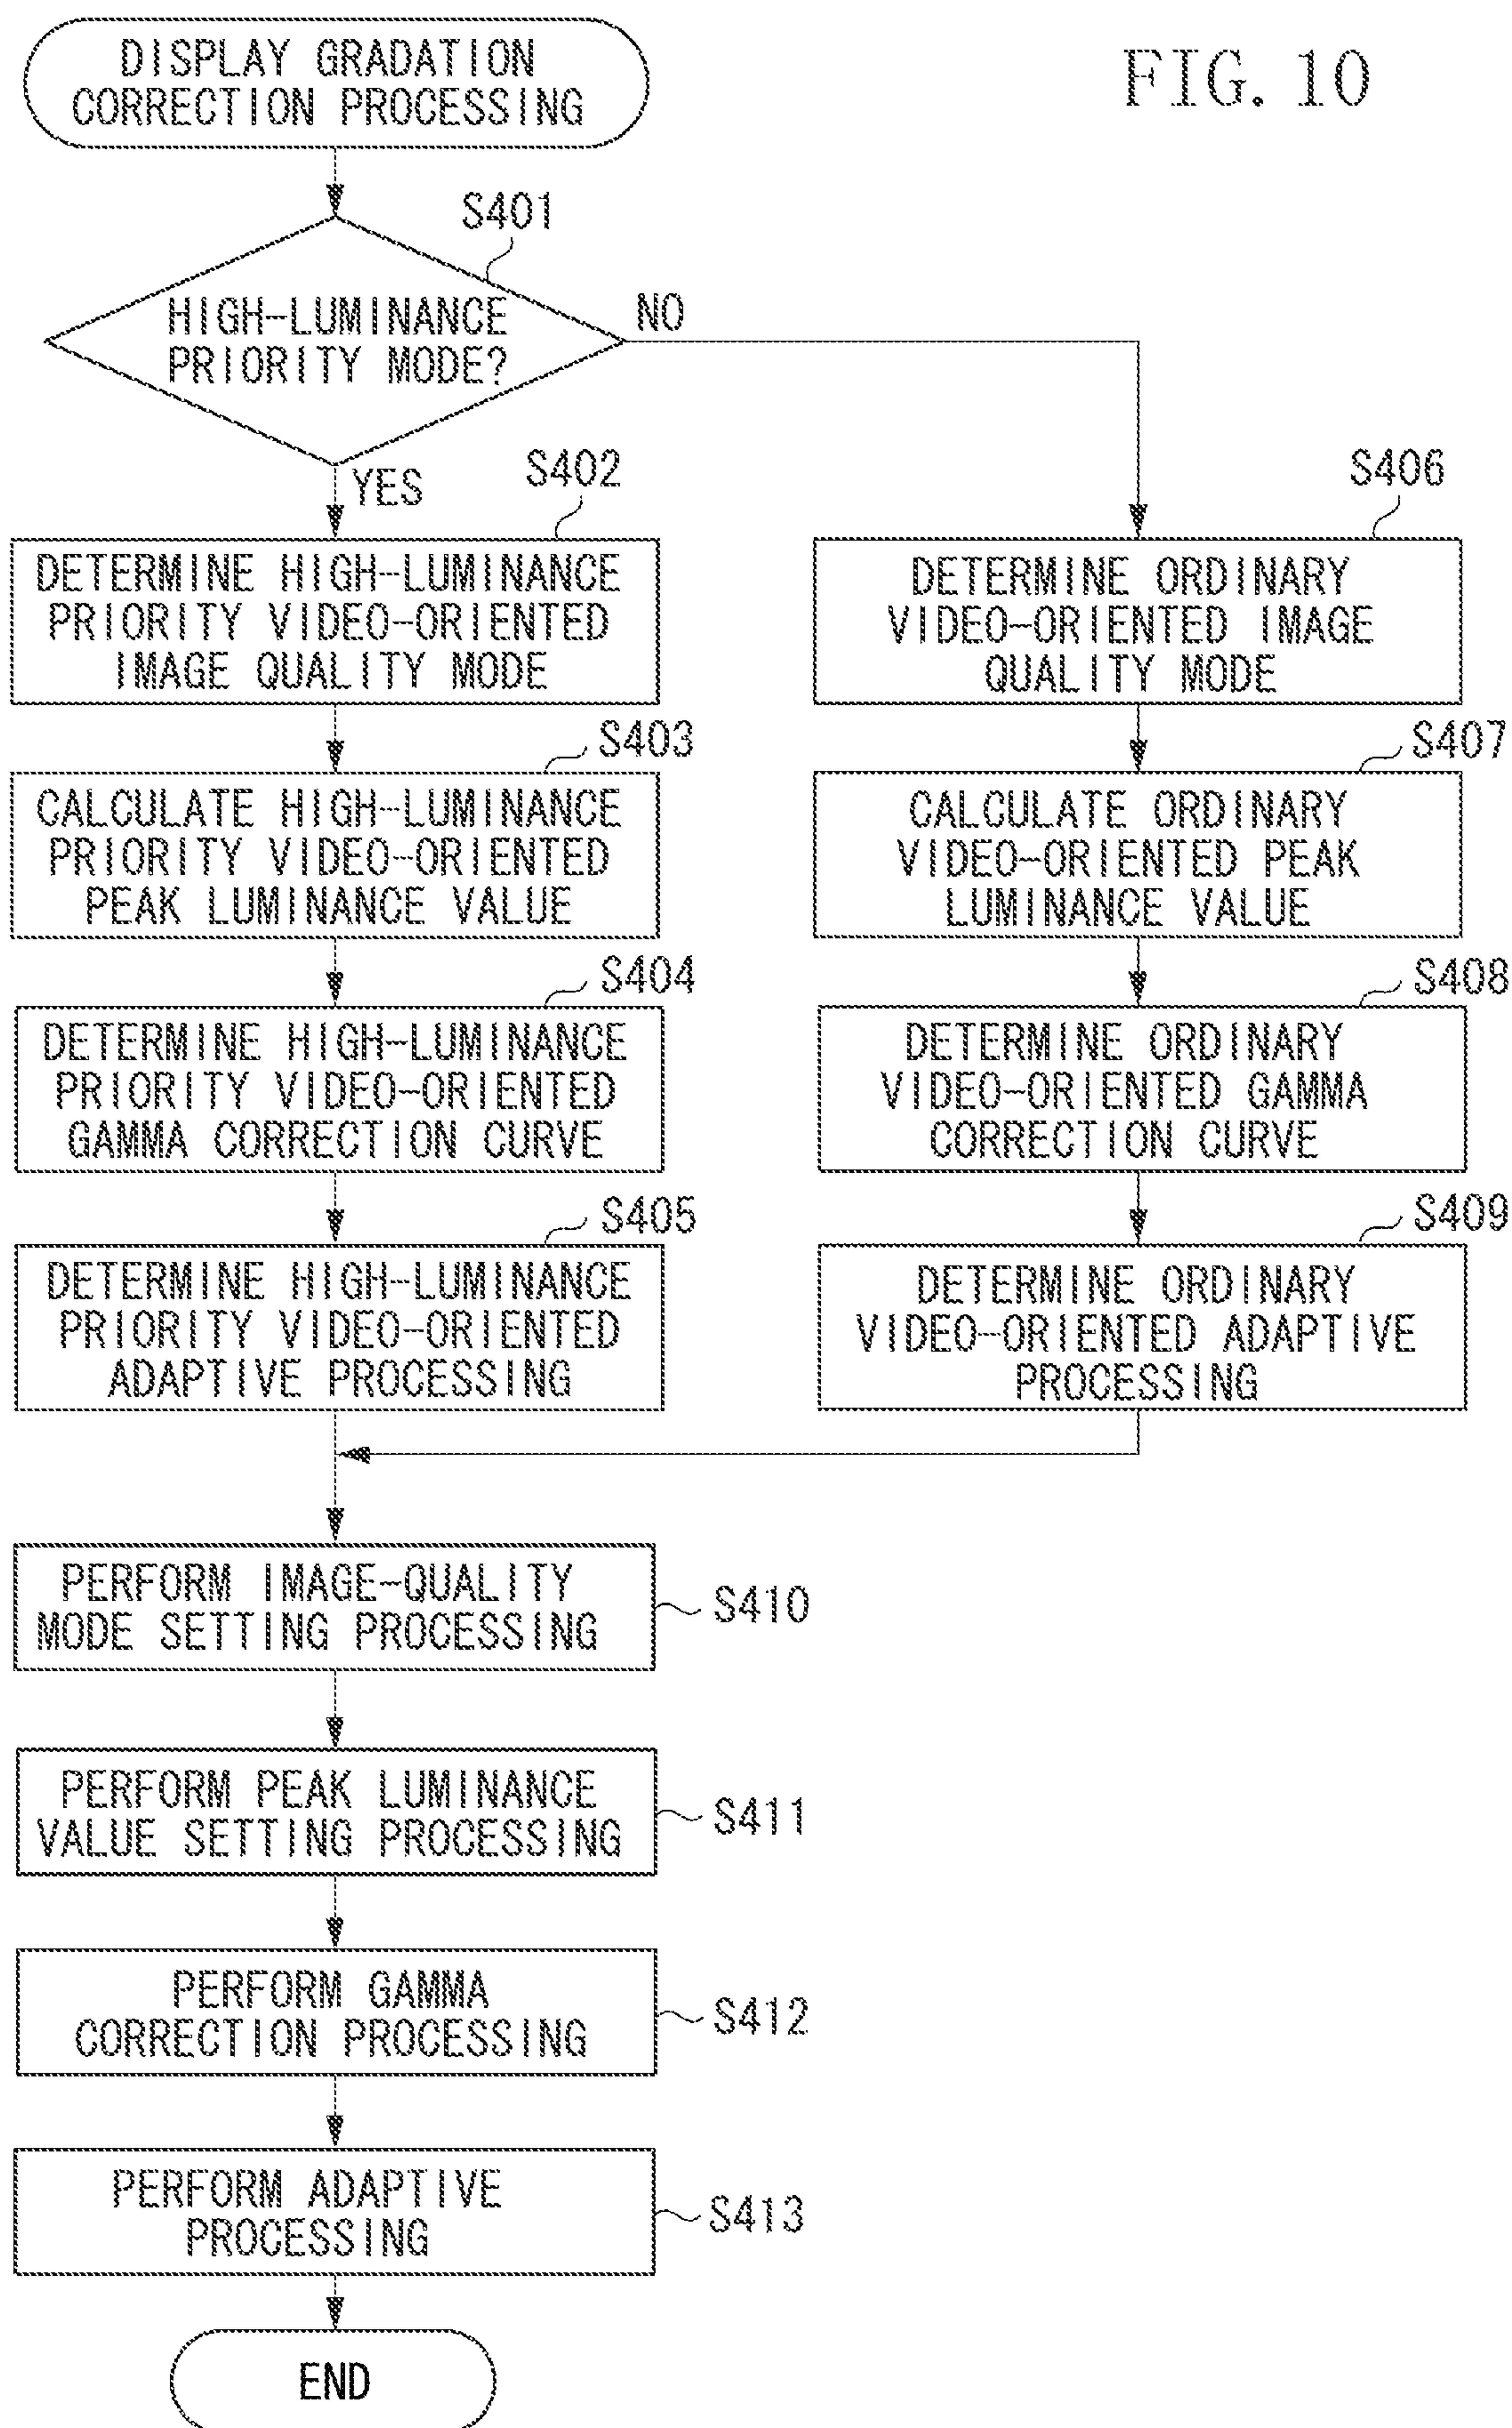 FIG. 10
DISPLAY GRADATION
CORRECTION PROCESSING
S401
HIGH-LUMINANCE
PRIORITY MODE?
NO
YES
S402
DETERMINE HIGH-LUMINANCE
PRIORITY VIDEO-ORIENTED
IMAGE QUALITY MODE
S403
CALCULATE HIGH-LUMINANCE
PRIORITY VIDEO-ORIENTED
PEAK LUMINANCE VALUE
S404
DETERMINE HIGH-LUMINANCE
PRIORITY VIDEO-ORIENTED
GAMMA CORRECTION CURVE
S405
DETERMINE HIGH-LUMINANCE
PRIORITY VIDEO-ORIENTED
ADAPTIVE PROCESSING
S406
DETERMINE ORDINARY
VIDEO-ORIENTED IMAGE
QUALITY MODE
S407
CALCULATE ORDINARY
VIDEO-ORIENTED PEAK
LUMINANCE VALUE
S408
DETERMINE ORDINARY
VIDEO-ORIENTED GAMMA
CORRECTION CURVE
S409
DETERMINE ORDINARY
VIDEO-ORIENTED ADAPTIVE
PROCESSING
PERFORM IMAGE-QUALITY
MODE SETTING PROCESSING
S410
PERFORM PEAK LUMINANCE
VALUE SETTING PROCESSING
S411
PERFORM GAMMA
CORRECTION PROCESSING
S412
PERFORM ADAPTIVE
PROCESSING
S413
END